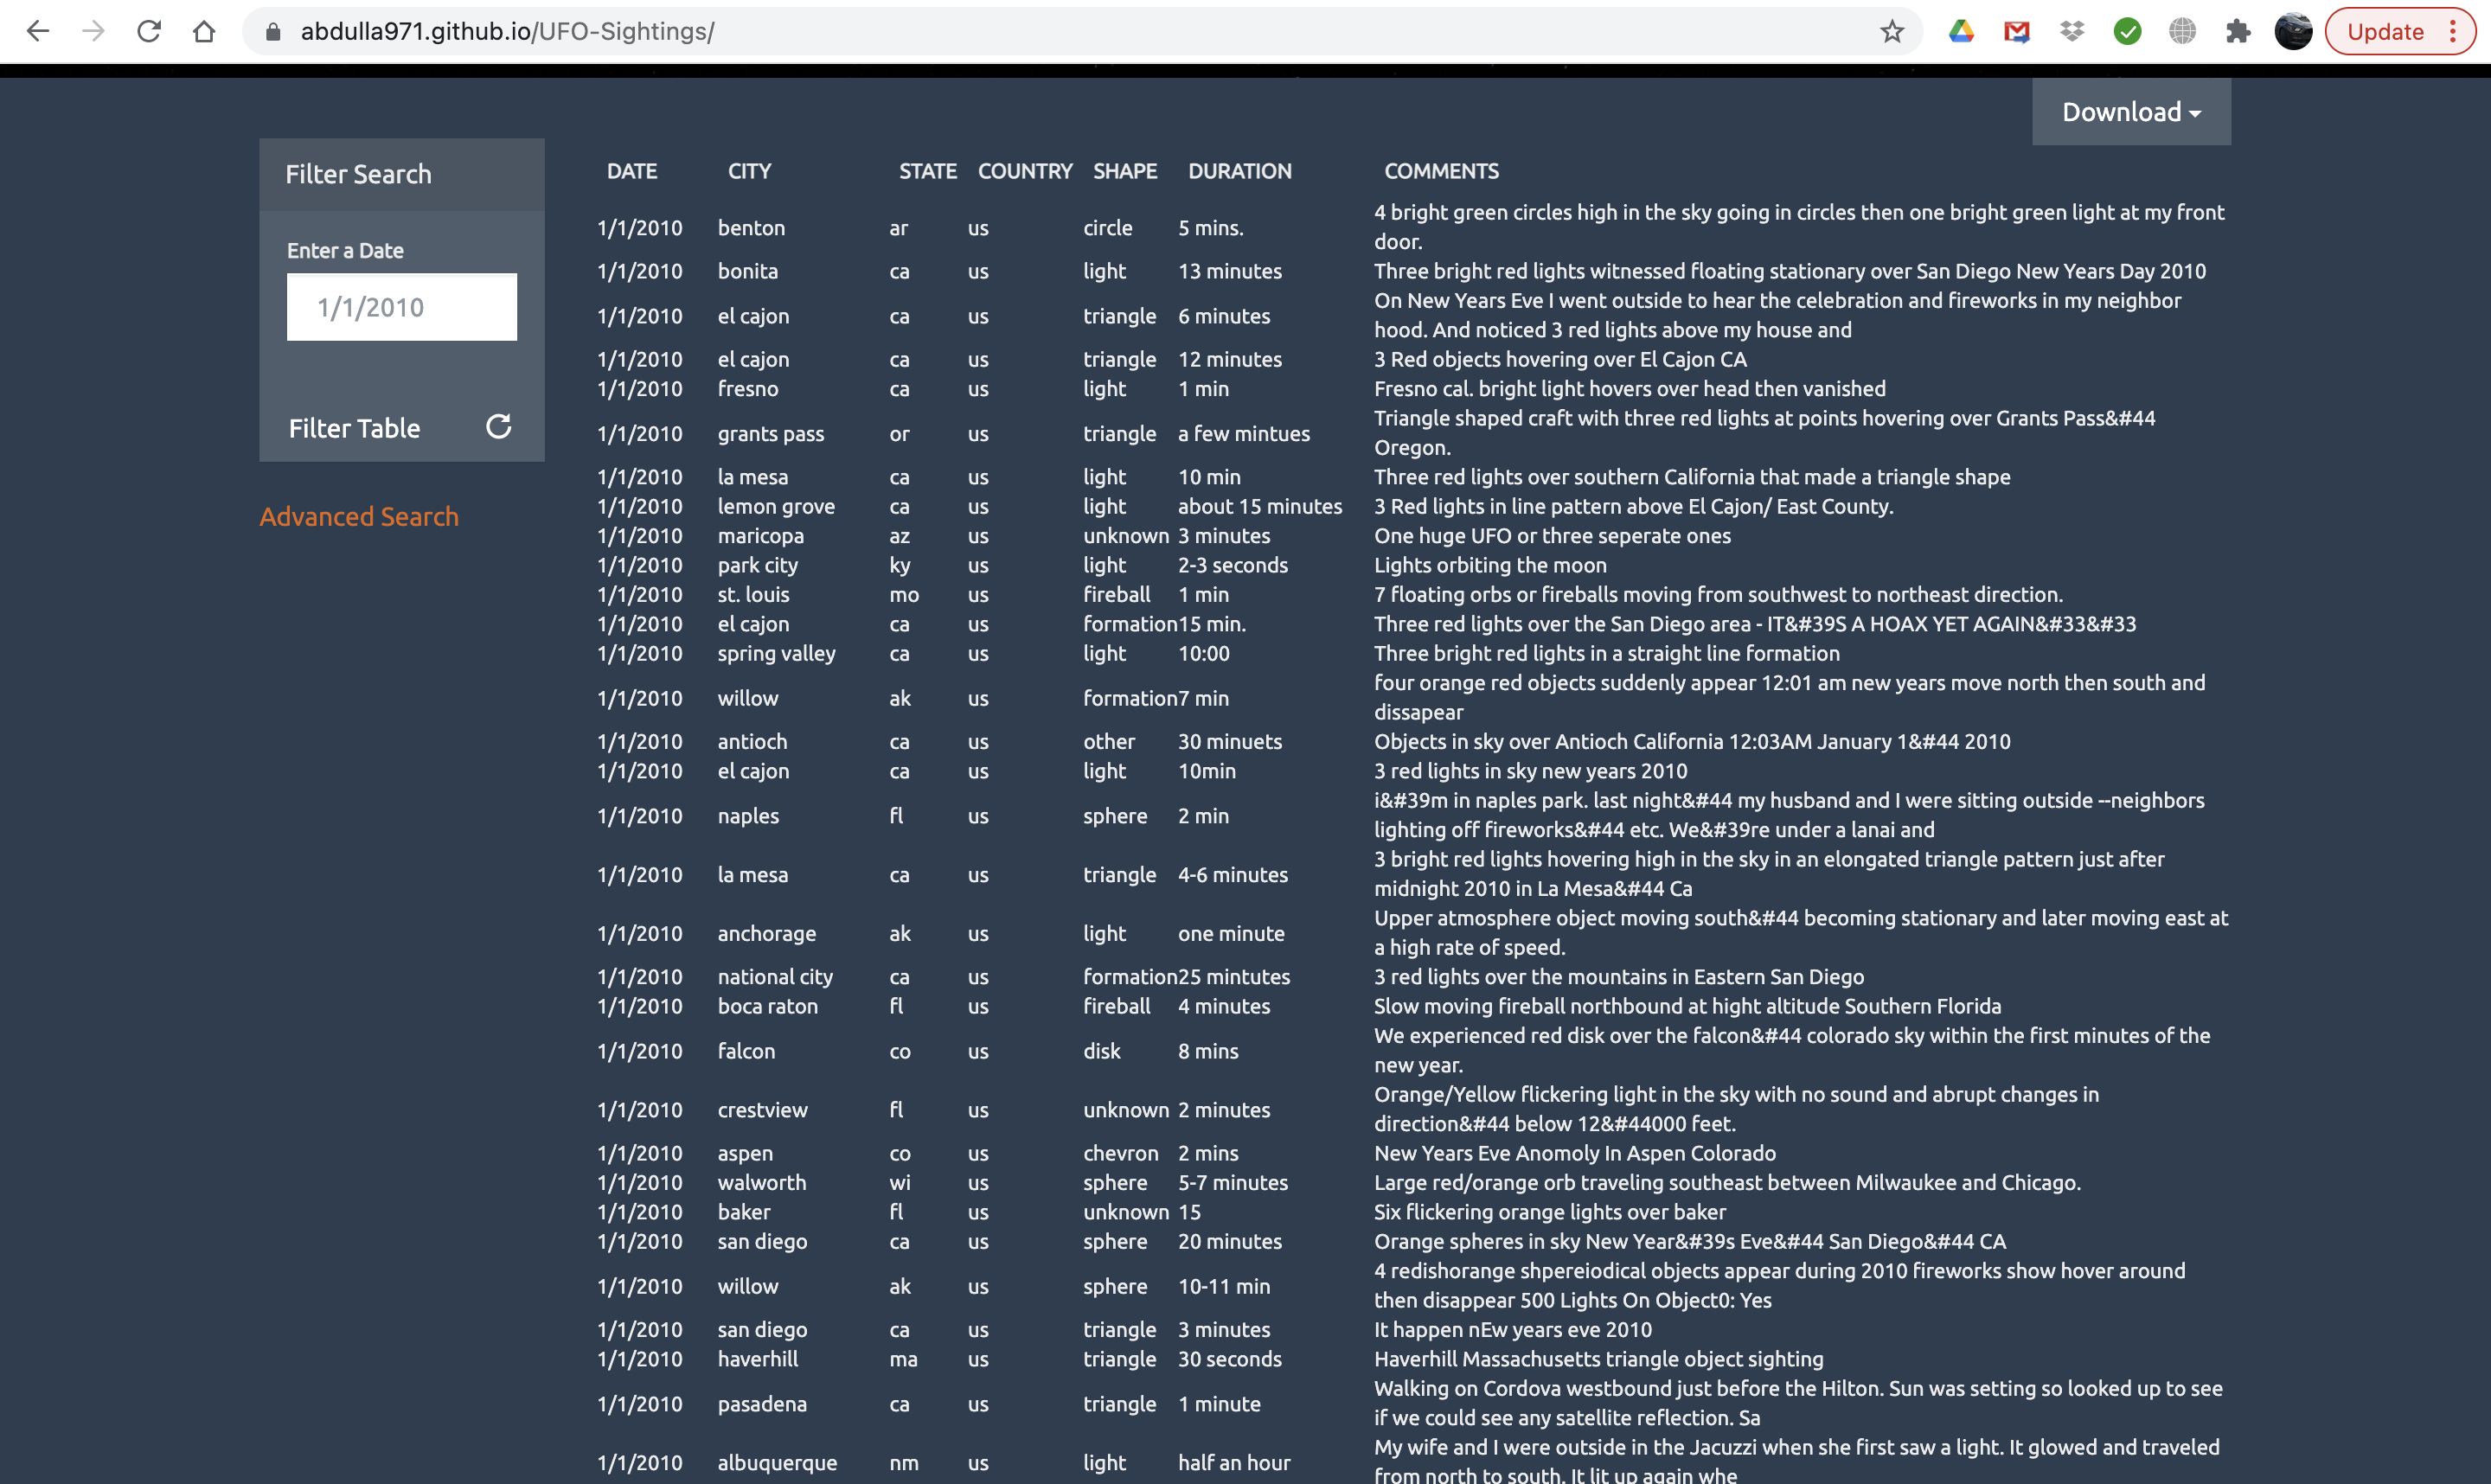 abdulla971.github.io/UFO-Sightings/
Update
Download
Filter Search
Enter a Date
1/1/2010
Filter Table
Advanced Search
DATE CITY STATE COUNTRY SHAPE DURATION COMMENTS
1/1/2010 benton ar us circle 5 mins. 4 bright green circles high in the sky going in circles then one bright green light at my front
door.
1/1/2010 bonita ca us light 13 minutes Three bright red lights witnessed floating stationary over San Diego New Years Day 2010
1/1/2010 el cajon ca us triangle 6 minutes On New Years Eve I went outside to hear the celebration and fireworks in my neighbor
hood. And noticed 3 red lights above my house and
1/1/2010 el cajon ca us triangle 12 minutes 3 Red objects hovering over El Cajon CA
1/1/2010 fresno ca us light 1 min Fresno cal. bright light hovers over head then vanished
1/1/2010 grants pass or us triangle a few mintues Triangle shaped craft with three red lights at points hovering over Grants Pass&#44
Oregon.
1/1/2010 la mesa ca us light 10 min Three red lights over southern California that made a triangle shape
1/1/2010 lemon grove ca us light about 15 minutes 3 Red lights in line pattern above El Cajon/ East County.
1/1/2010 maricopa az us unknown 3 minutes One huge UFO or three seperate ones
1/1/2010 park city ky us light 2-3 seconds Lights orbiting the moon
1/1/2010 st. louis mo us fireball 1 min 7 floating orbs or fireballs moving from southwest to northeast direction.
1/1/2010 el cajon ca us formation 15 min. Three red lights over the San Diego area - IT&#39S A HOAX YET AGAIN&#33&#33
1/1/2010 spring valley ca us light 10:00 Three bright red lights in a straight line formation
1/1/2010 willow ak us formation 7 min four orange red objects suddenly appear 12:01 am new years move north then south and
dissapear
1/1/2010 antioch ca us other 30 minuets Objects in sky over Antioch California 12:03AM January 1&#44 2010
1/1/2010 el cajon ca us light 10min 3 red lights in sky new years 2010
1/1/2010 naples fl us sphere 2 min i&#39m in naples park. last night&#44 my husband and I were sitting outside --neighbors
lighting off fireworks&#44 etc. We&#39re under a lanai and
1/1/2010 la mesa ca us triangle 4-6 minutes 3 bright red lights hovering high in the sky in an elongated triangle pattern just after
midnight 2010 in La Mesa&#44 Ca
1/1/2010 anchorage ak us light one minute Upper atmosphere object moving south&#44 becoming stationary and later moving east at
a high rate of speed.
1/1/2010 national city ca us formation 25 mintutes 3 red lights over the mountains in Eastern San Diego
1/1/2010 boca raton fl us fireball 4 minutes Slow moving fireball northbound at hight altitude Southern Florida
1/1/2010 falcon co us disk 8 mins We experienced red disk over the falcon&#44 colorado sky within the first minutes of the
new year.
1/1/2010 crestview fl us unknown 2 minutes Orange/Yellow flickering light in the sky with no sound and abrupt changes in
direction&#44 below 12&#44000 feet.
1/1/2010 aspen co us chevron 2 mins New Years Eve Anomoly In Aspen Colorado
1/1/2010 walworth wi us sphere 5-7 minutes Large red/orange orb traveling southeast between Milwaukee and Chicago.
1/1/2010 baker fl us unknown 15 Six flickering orange lights over baker
1/1/2010 san diego ca us sphere 20 minutes Orange spheres in sky New Year&#39s Eve&#44 San Diego&#44 CA
1/1/2010 willow ak us sphere 10-11 min 4 redishorange shpereiodical objects appear during 2010 fireworks show hover around
then disappear 500 Lights On Object0: Yes
1/1/2010 san diego ca us triangle 3 minutes It happen nEw years eve 2010
1/1/2010 haverhill ma us triangle 30 seconds Haverhill Massachusetts triangle object sighting
1/1/2010 pasadena ca us triangle 1 minute Walking on Cordova westbound just before the Hilton. Sun was setting so looked up to see
if we could see any satellite reflection. Sa
1/1/2010 albuquerque nm us light half an hour My wife and I were outside in the Jacuzzi when she first saw a light. It glowed and traveled
from north to south. It lit up again whe